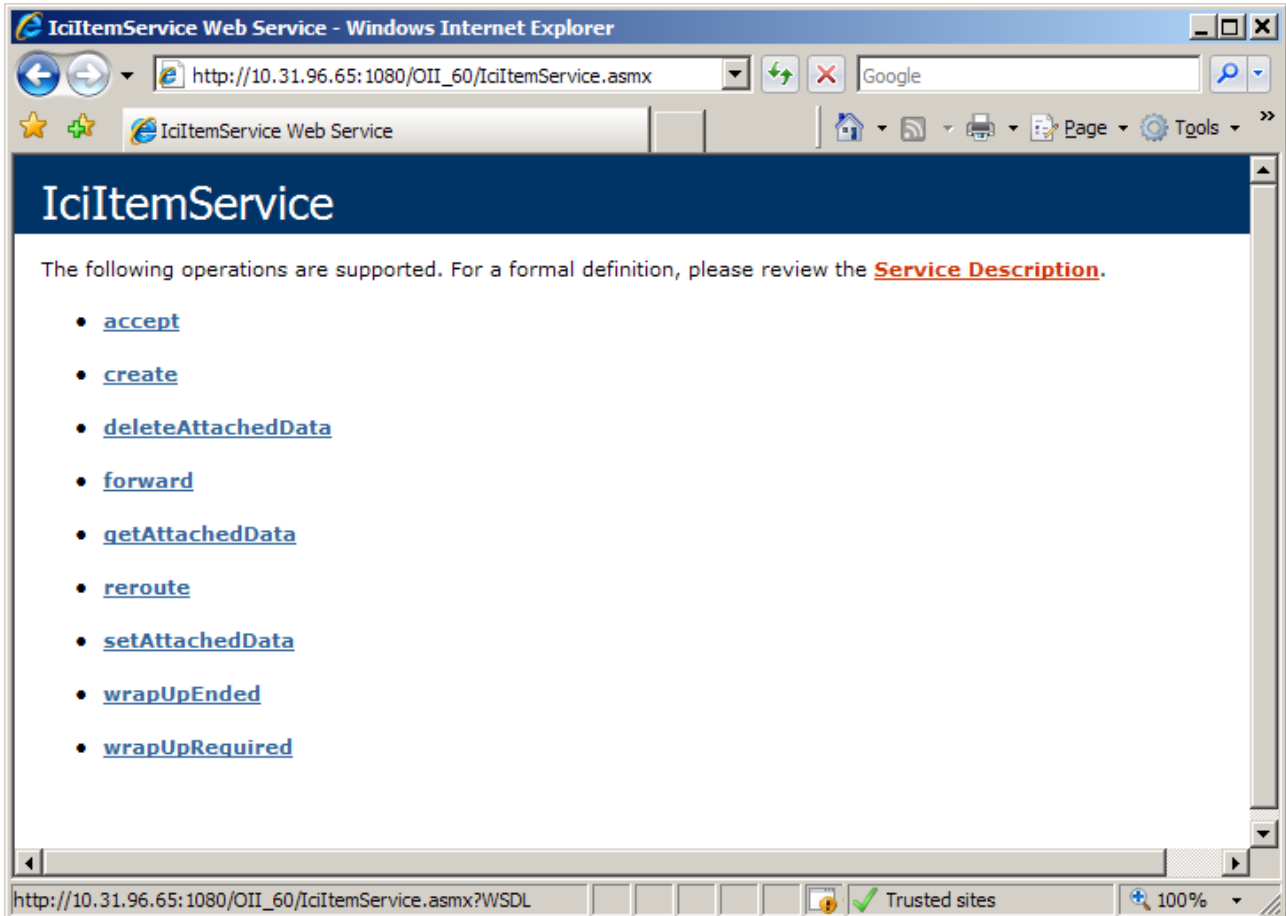 IciItemService Web Service - Windows Internet Explorer
http://10.31.96.65:1080/OII_60/IciItemService.asmx
Google
IciItemService Web Service
Page
Tools
»
IciItemService
The following operations are supported. For a formal definition, please review the Service Description.
• accept
• create
• deleteAttachedData
• forward
• getAttachedData
• reroute
• setAttachedData
• wrapUpEnded
• wrapUpRequired
http://10.31.96.65:1080/OII_60/IciItemService.asmx?WSDL
Trusted sites
100%